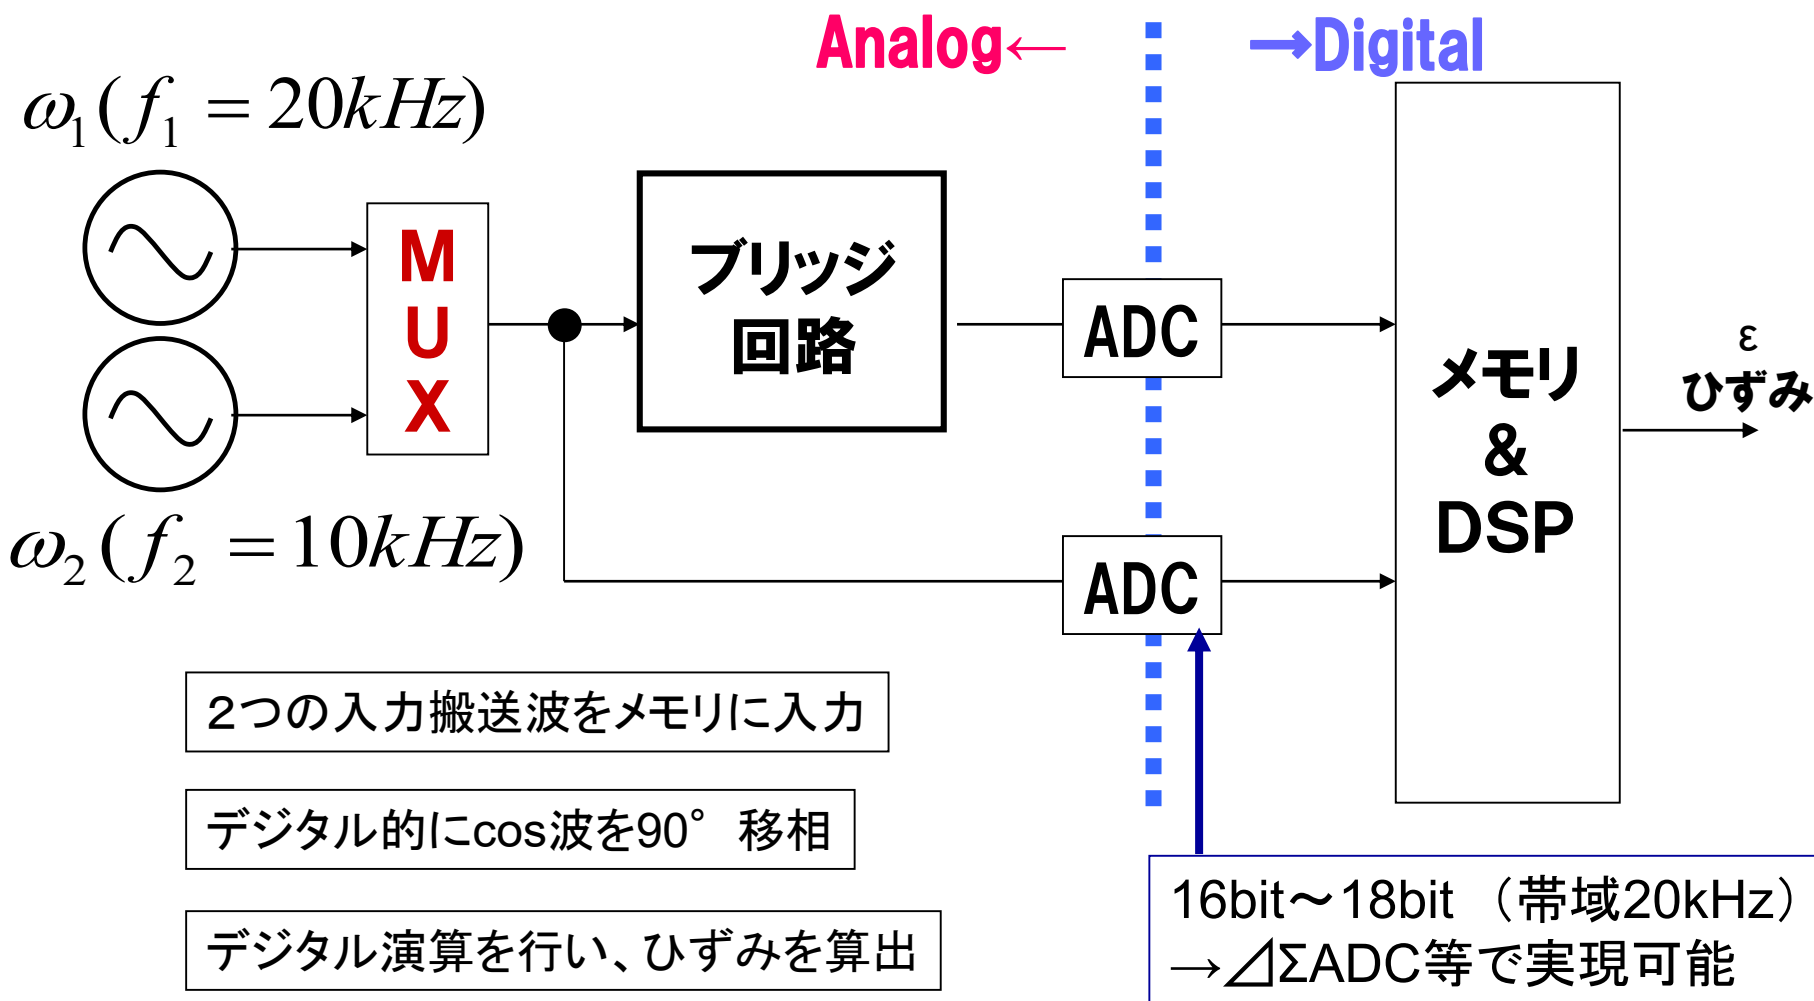 Analog←
→Digital
ω₁(f₁ = 20kHz)
M
U
X
ブリッジ
回路
ADC
メモリ
&
DSP
ε
ひずみ
ω₂(f₂ = 10kHz)
ADC
2つの入力搬送波をメモリに入力
デジタル的にcos波を90°移相
デジタル演算を行い、ひずみを算出
16bit~18bit (帯域20kHz)
→⊿ΣADC等で実現可能